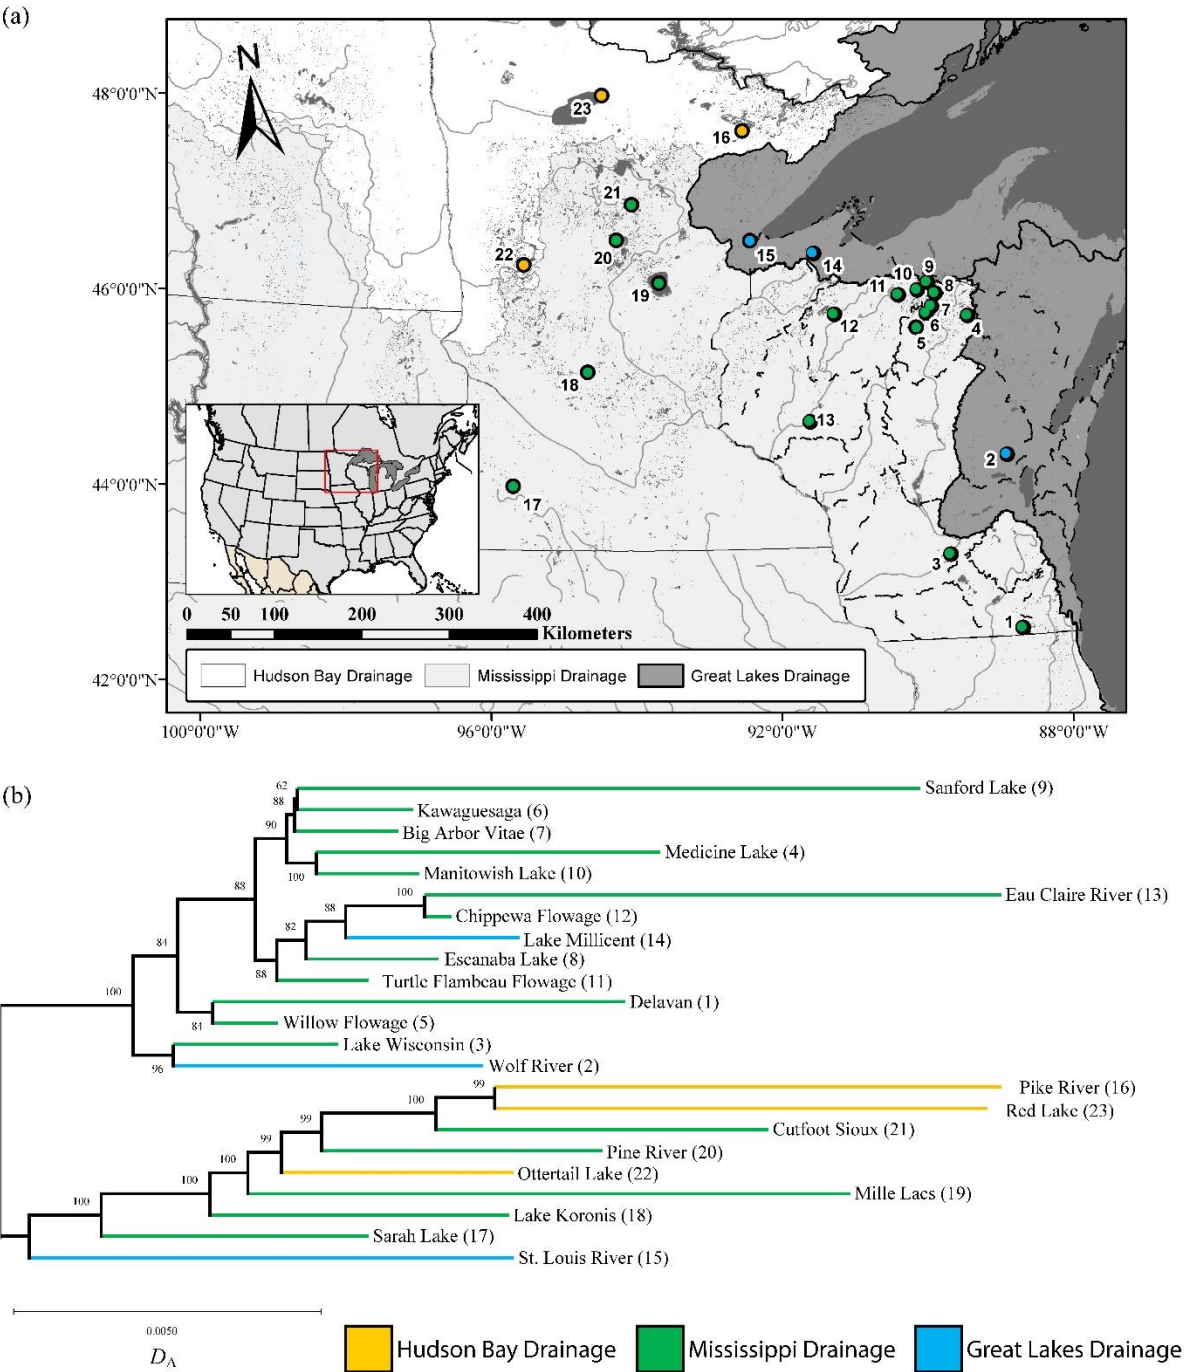 (a)
N
48°0'0"N
46°0'0"N
44°0'0"N
42°0'0"N
23
16
21
22
20
19
15
14
9
10
8
11
7
12
6
4
5
18
13
2
17
3
1
0 50 100 200 300 400
Kilometers
Hudson Bay Drainage Mississippi Drainage Great Lakes Drainage
100°0'0"W 96°0'0"W 92°0'0"W 88°0'0"W
(b)
62 Sanford Lake (9)
88 Kawaguesaga (6)
90 Big Arbor Vitae (7)
Medicine Lake (4)
100 Manitowish Lake (10)
88
100 Eau Claire River (13)
88 Chippewa Flowage (12)
82 Lake Millicent (14)
Escanaba Lake (8)
88 Turtle Flambeau Flowage (11)
84
Delavan (1)
84 Willow Flowage (5)
100
Lake Wisconsin (3)
96 Wolf River (2)
99 Pike River (16)
100 Red Lake (23)
99 Cutfoot Sioux (21)
99 Pine River (20)
100 Ottertail Lake (22)
100 Mille Lacs (19)
100 Lake Koronis (18)
Sarah Lake (17)
St. Louis River (15)
0.0050
DA
Hudson Bay Drainage Mississippi Drainage Great Lakes Drainage